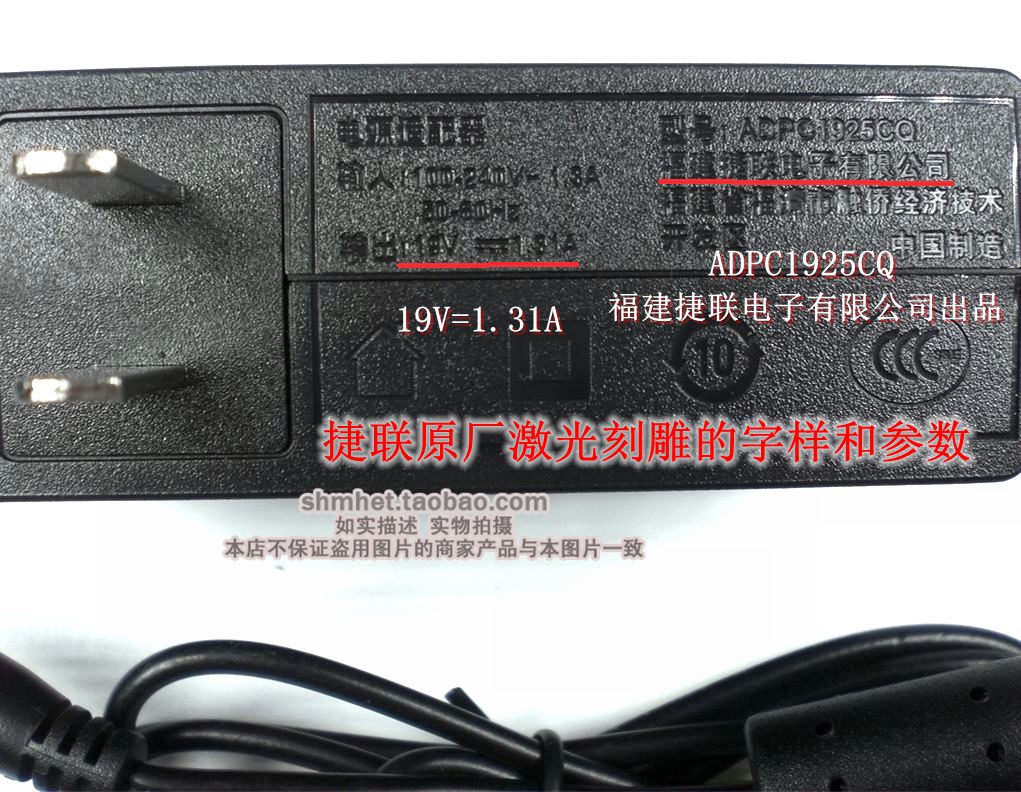 电源适配器
输入:100-240V~1.3A
50-60Hz
输出:19V ⎓1.31A
型号: ADPC1925CQ
福建捷联电子有限公司
福建省福清市融侨经济技术
开发区
中国制造
ADPC1925CQ
19V=1.31A
福建捷联电子有限公司出品
10
CCC
捷联原厂激光刻雕的字样和参数
shmhet.taobao.com
如实描述 实物拍摄
本店不保证盗用图片的商家产品与本图片一致